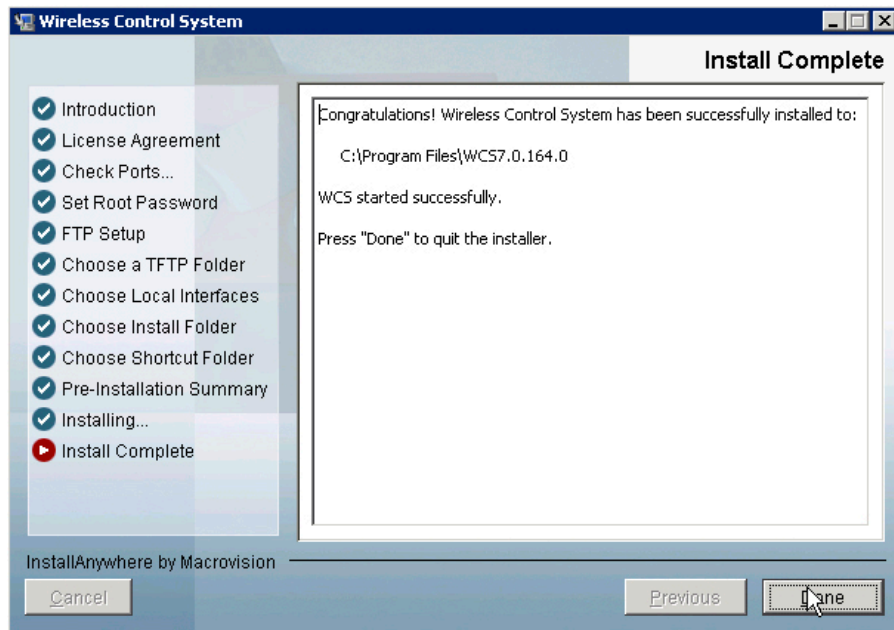 Wireless Control System
Install Complete
Introduction
License Agreement
Check Ports...
Set Root Password
FTP Setup
Choose a TFTP Folder
Choose Local Interfaces
Choose Install Folder
Choose Shortcut Folder
Pre-Installation Summary
Installing...
Install Complete
Congratulations! Wireless Control System has been successfully installed to:
C:\Program Files\WCS7.0.164.0
WCS started successfully.
Press "Done" to quit the installer.
InstallAnywhere by Macrovision
Cancel
Previous
Done